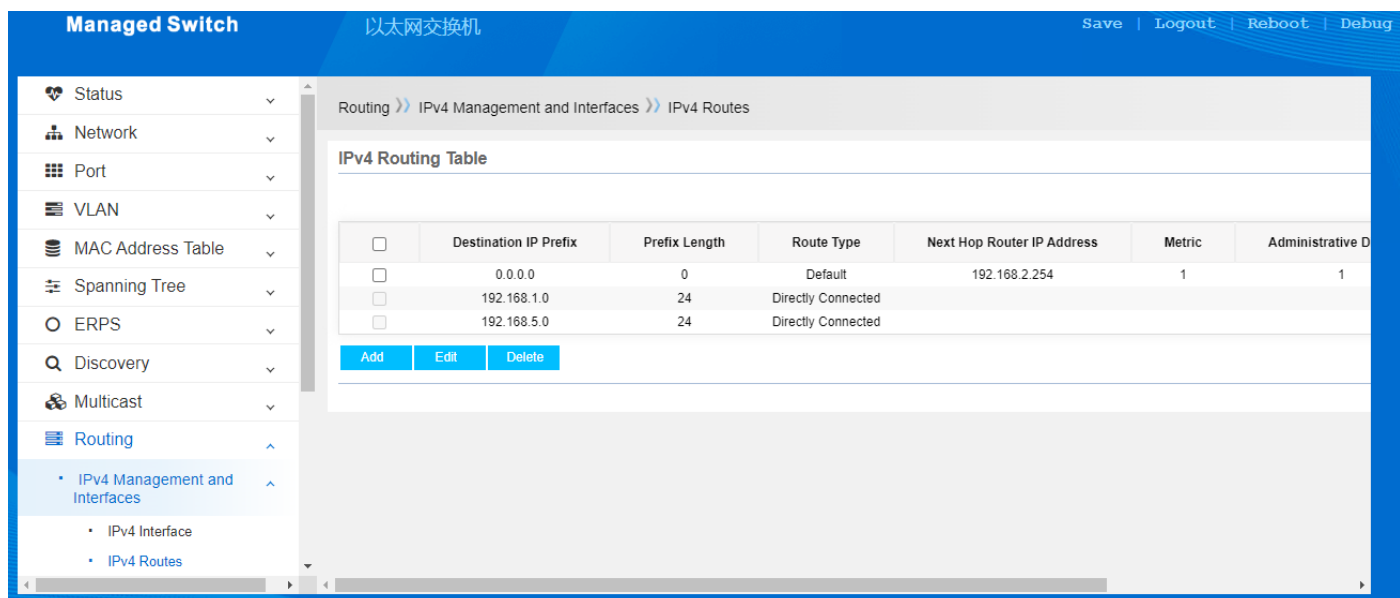 Managed Switch
以太网交换机
Save | Logout | Reboot | Debug
Status
Network
Port
VLAN
MAC Address Table
Spanning Tree
ERPS
Discovery
Multicast
Routing
IPv4 Management and
Interfaces
IPv4 Interface
IPv4 Routes
Routing 》 IPv4 Management and Interfaces 》 IPv4 Routes
IPv4 Routing Table
Destination IP Prefix Prefix Length Route Type Next Hop Router IP Address Metric Administrative D
0.0.0.0 0 Default 192.168.2.254 1 1
192.168.1.0 24 Directly Connected
192.168.5.0 24 Directly Connected
Add Edit Delete